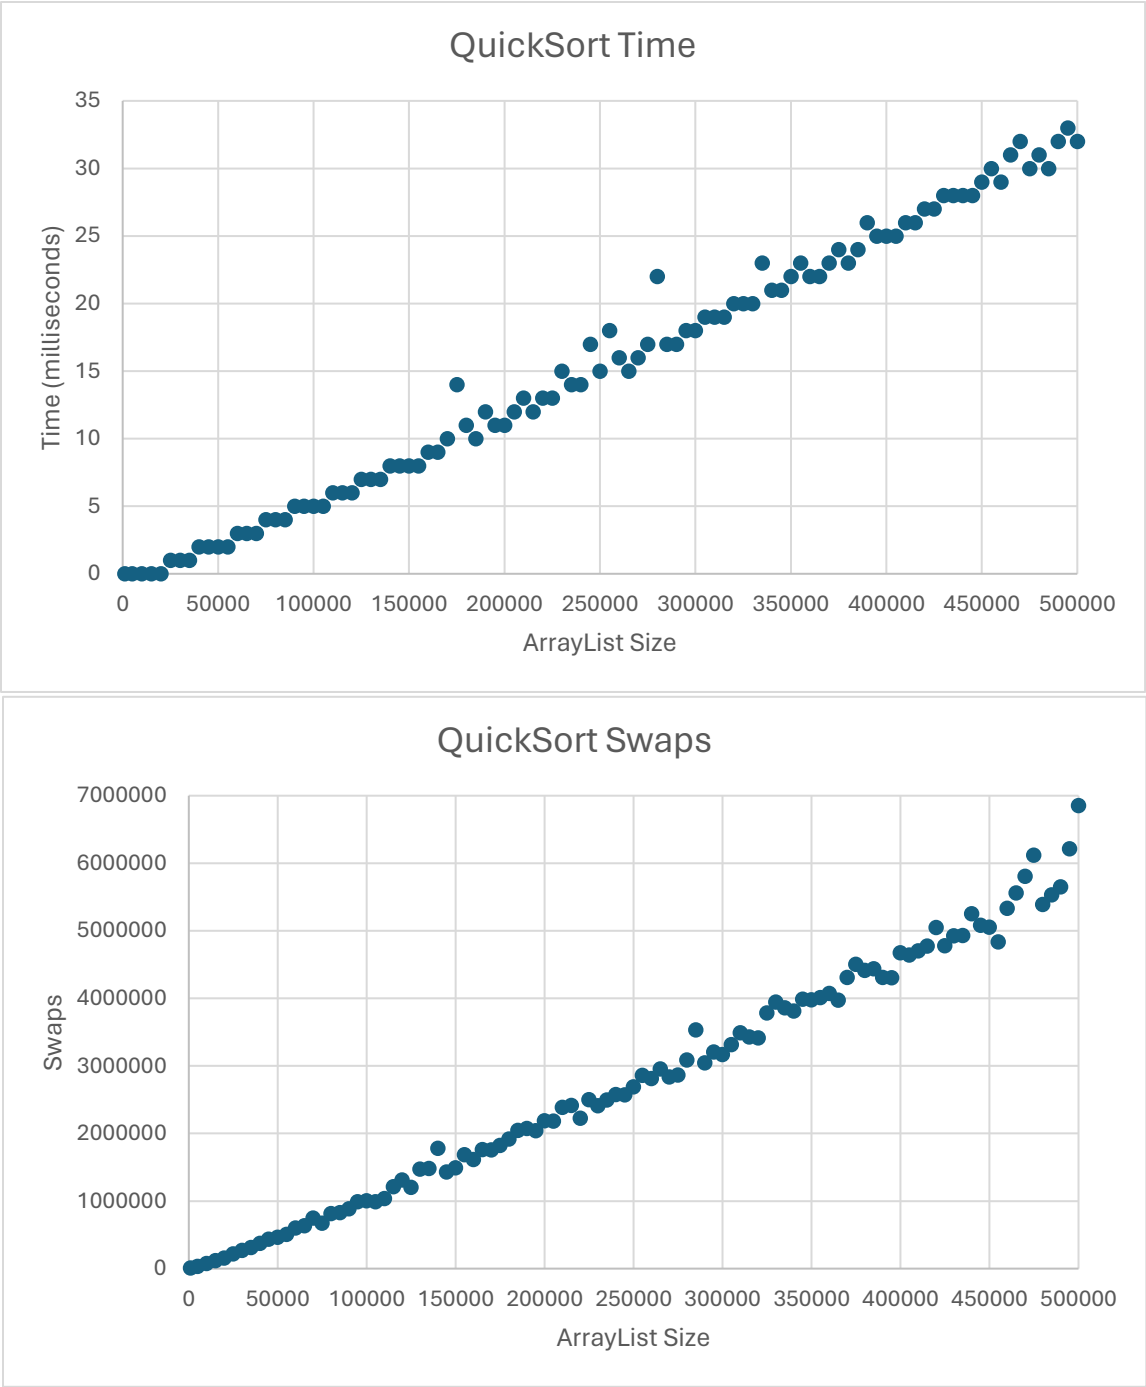 QuickSort Time
35
30
25
20
15
10
5
0
Time (milliseconds)
0 50000 100000 150000 200000 250000 300000 350000 400000 450000 500000
ArrayList Size
QuickSort Swaps
7000000
6000000
5000000
4000000
3000000
2000000
1000000
0
Swaps
0 50000 100000 150000 200000 250000 300000 350000 400000 450000 500000
ArrayList Size